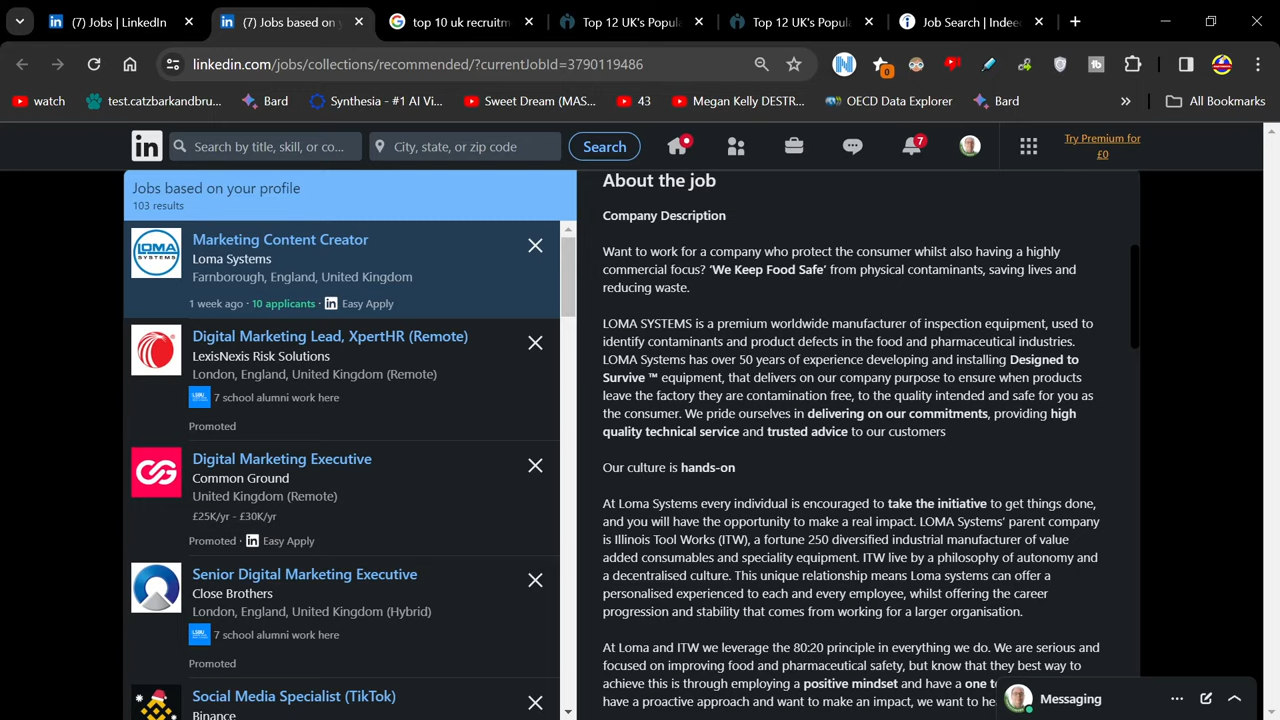 (7) Jobs | LinkedIn
(7) Jobs based on y
top 10 uk recruitm
Top 12 UK's Popula
Top 12 UK's Popula
Job Search | Indee
linkedin.com/jobs/collections/recommended/?currentJobId=3790119486
0
watch
test.catzbarkandbru...
Bard
Synthesia - #1 AI Vi...
Sweet Dream (MAS...
43
Megan Kelly DESTR...
OECD Data Explorer
Bard
All Bookmarks
in
Search by title, skill, or co...
City, state, or zip code
Search
7
Try Premium for
£0
Jobs based on your profile
103 results
LOMA
SYSTEMS
Marketing Content Creator
Loma Systems
Farnborough, England, United Kingdom
1 week ago · 10 applicants · in Easy Apply
Digital Marketing Lead, XpertHR (Remote)
LexisNexis Risk Solutions
London, England, United Kingdom (Remote)
7 school alumni work here
Promoted
Digital Marketing Executive
Common Ground
United Kingdom (Remote)
£25K/yr - £30K/yr
Promoted · in Easy Apply
Senior Digital Marketing Executive
Close Brothers
London, England, United Kingdom (Hybrid)
7 school alumni work here
Promoted
Social Media Specialist (TikTok)
Binance
About the job
Company Description
Want to work for a company who protect the consumer whilst also having a highly
commercial focus? ‘We Keep Food Safe’ from physical contaminants, saving lives and
reducing waste.
LOMA SYSTEMS is a premium worldwide manufacturer of inspection equipment, used to
identify contaminants and product defects in the food and pharmaceutical industries.
LOMA Systems has over 50 years of experience developing and installing Designed to
Survive ™ equipment, that delivers on our company purpose to ensure when products
leave the factory they are contamination free, to the quality intended and safe for you as
the consumer. We pride ourselves in delivering on our commitments, providing high
quality technical service and trusted advice to our customers
Our culture is hands-on
At Loma Systems every individual is encouraged to take the initiative to get things done,
and you will have the opportunity to make a real impact. LOMA Systems’ parent company
is Illinois Tool Works (ITW), a fortune 250 diversified industrial manufacturer of value
added consumables and speciality equipment. ITW live by a philosophy of autonomy and
a decentralised culture. This unique relationship means Loma systems can offer a
personalised experienced to each and every employee, whilst offering the career
progression and stability that comes from working for a larger organisation.
At Loma and ITW we leverage the 80:20 principle in everything we do. We are serious and
focused on improving food and pharmaceutical safety, but know that they best way to
achieve this is through employing a positive mindset and have a one t
have a proactive approach and want to make an impact, we want to he
Messaging